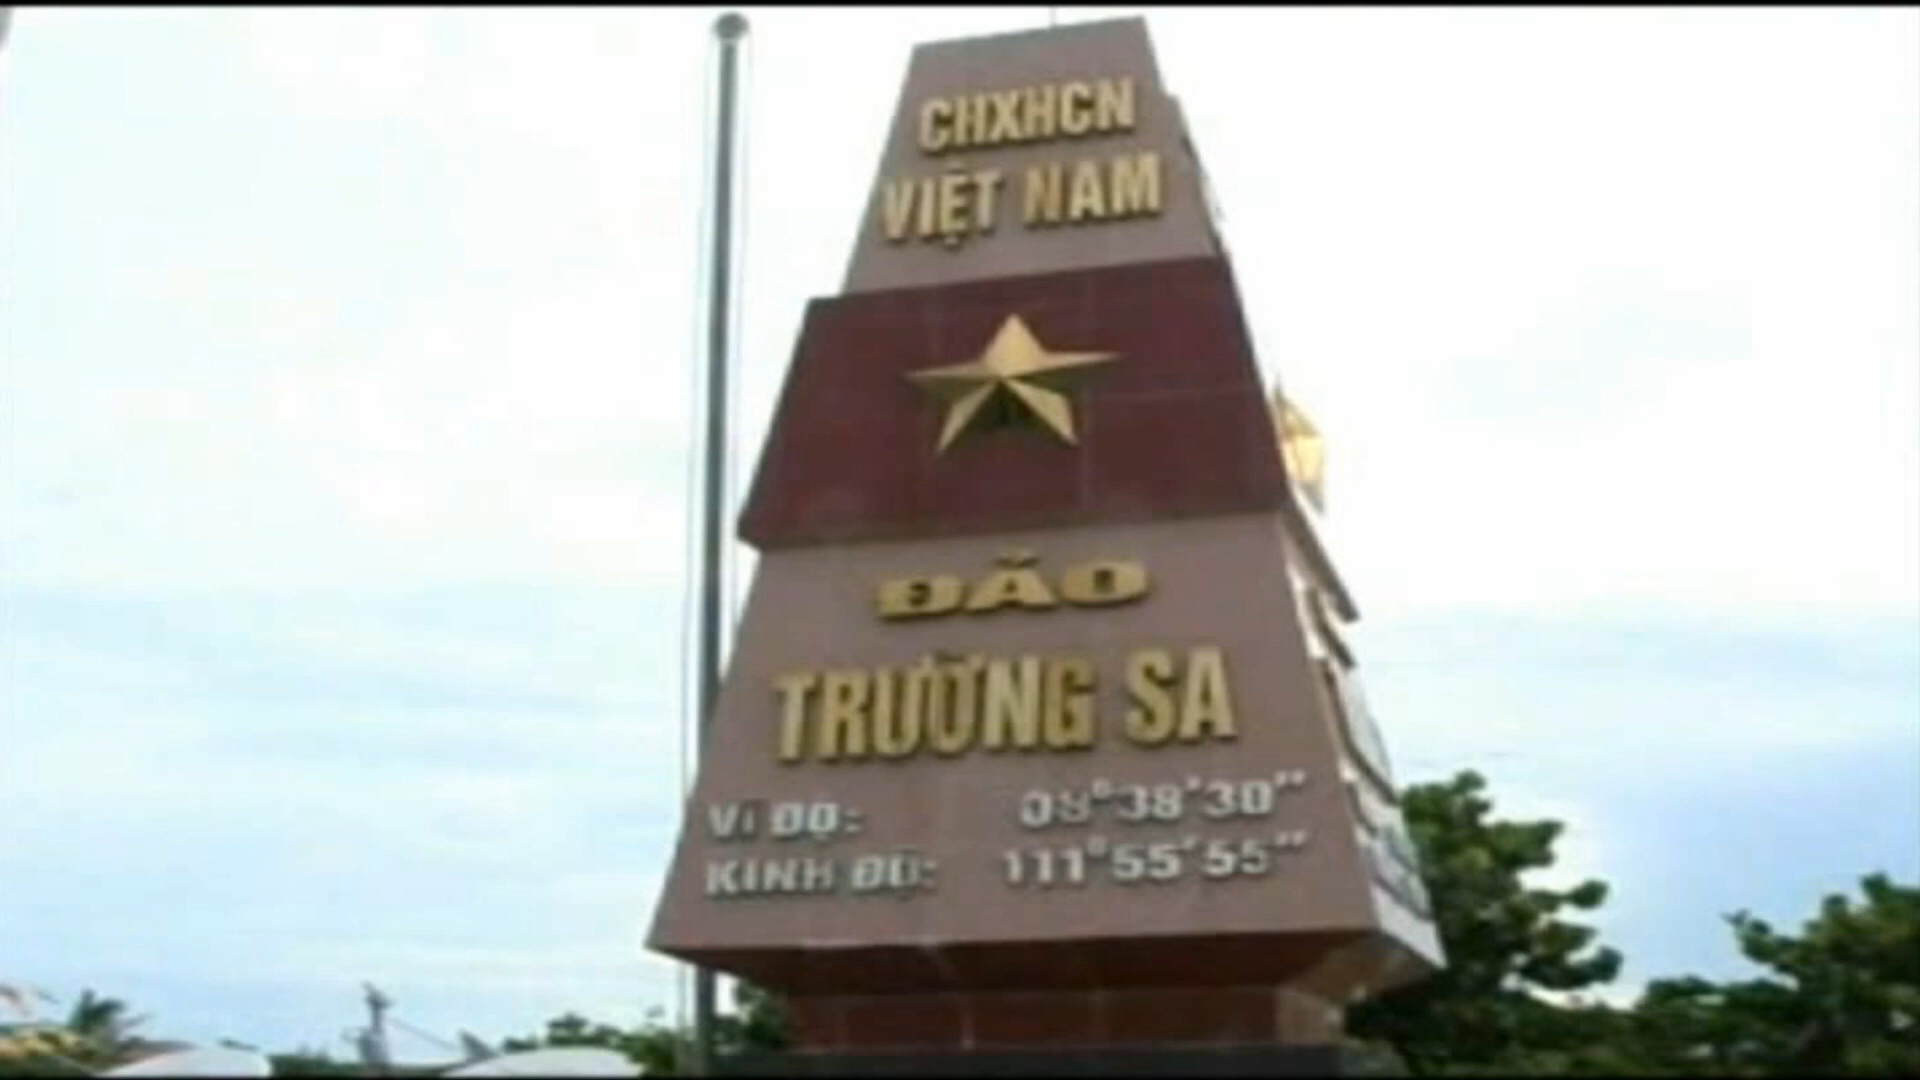 CHXHCN
VIỆT NAM
ĐẢO
TRƯỜNG SA
VĨ ĐỘ: 08°38'30"
KINH ĐỘ: 111°55'55"